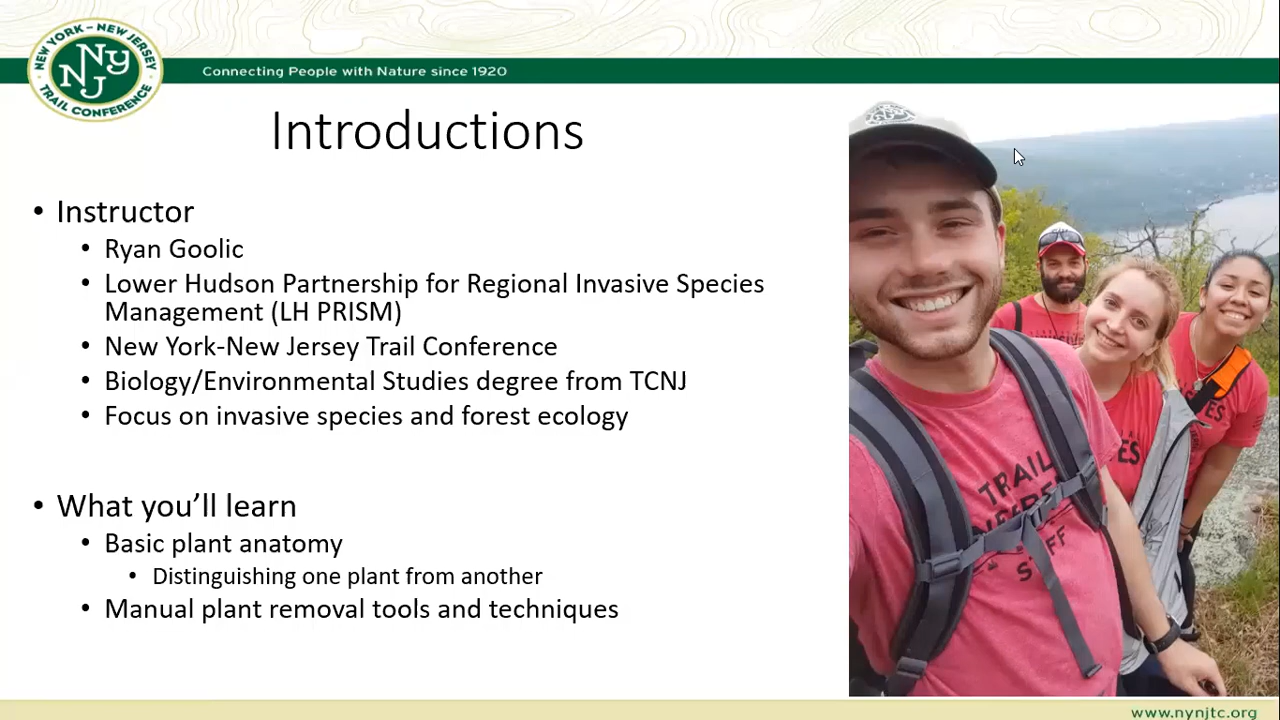 NEW YORK – NEW JERSEY
NY
NJ
TRAIL CONFERENCE
Connecting People with Nature since 1920
Introductions
• Instructor
• Ryan Goolic
• Lower Hudson Partnership for Regional Invasive Species
Management (LH PRISM)
• New York-New Jersey Trail Conference
• Biology/Environmental Studies degree from TCNJ
• Focus on invasive species and forest ecology
• What you’ll learn
• Basic plant anatomy
• Distinguishing one plant from another
• Manual plant removal tools and techniques
TRAIL
STAFF
www.nynjtc.org